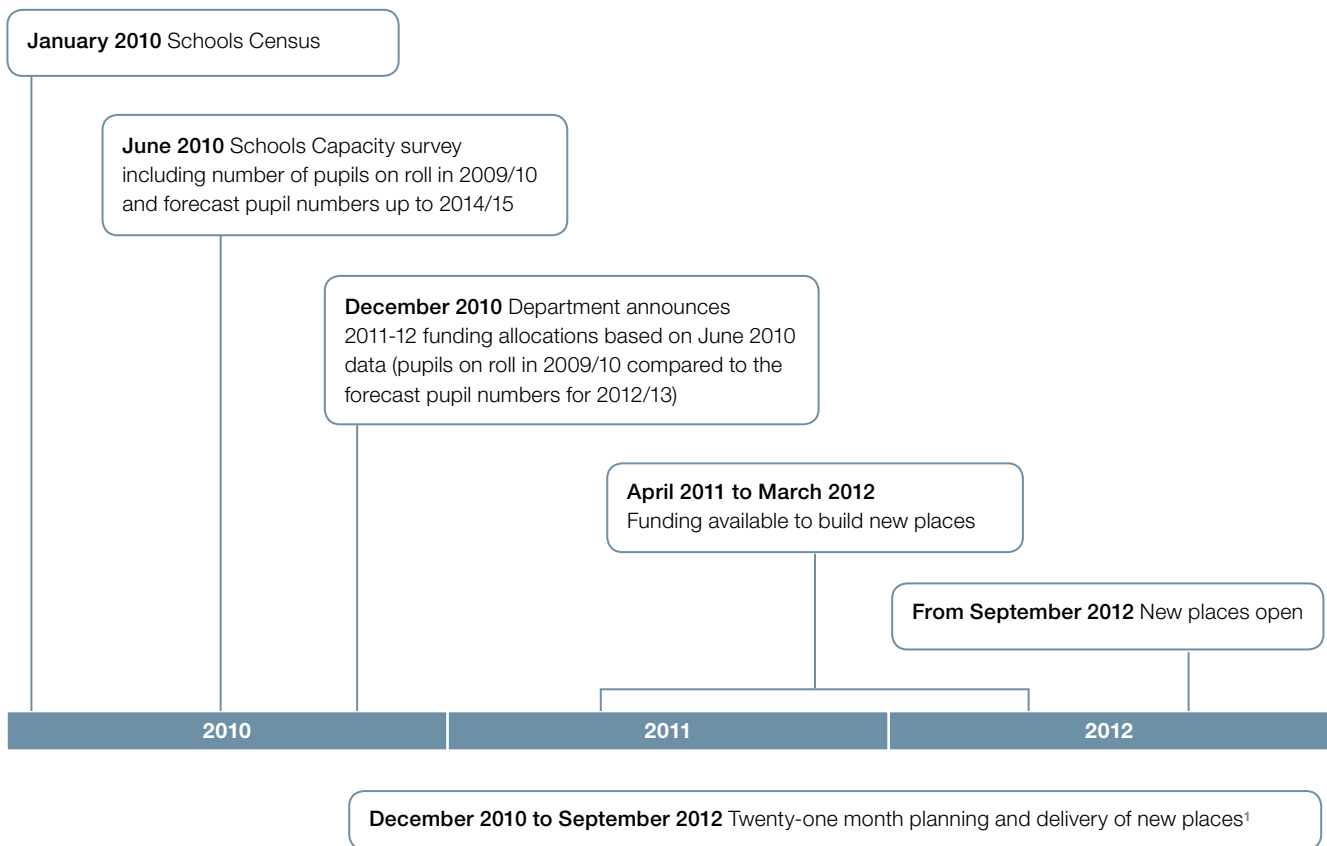 January 2010 Schools Census
June 2010 Schools Capacity survey
including number of pupils on roll in 2009/10
and forecast pupil numbers up to 2014/15
December 2010 Department announces
2011-12 funding allocations based on June 2010
data (pupils on roll in 2009/10 compared to the
forecast pupil numbers for 2012/13)
April 2011 to March 2012
Funding available to build new places
From September 2012 New places open
2010
2011
2012
December 2010 to September 2012 Twenty-one month planning and delivery of new places¹